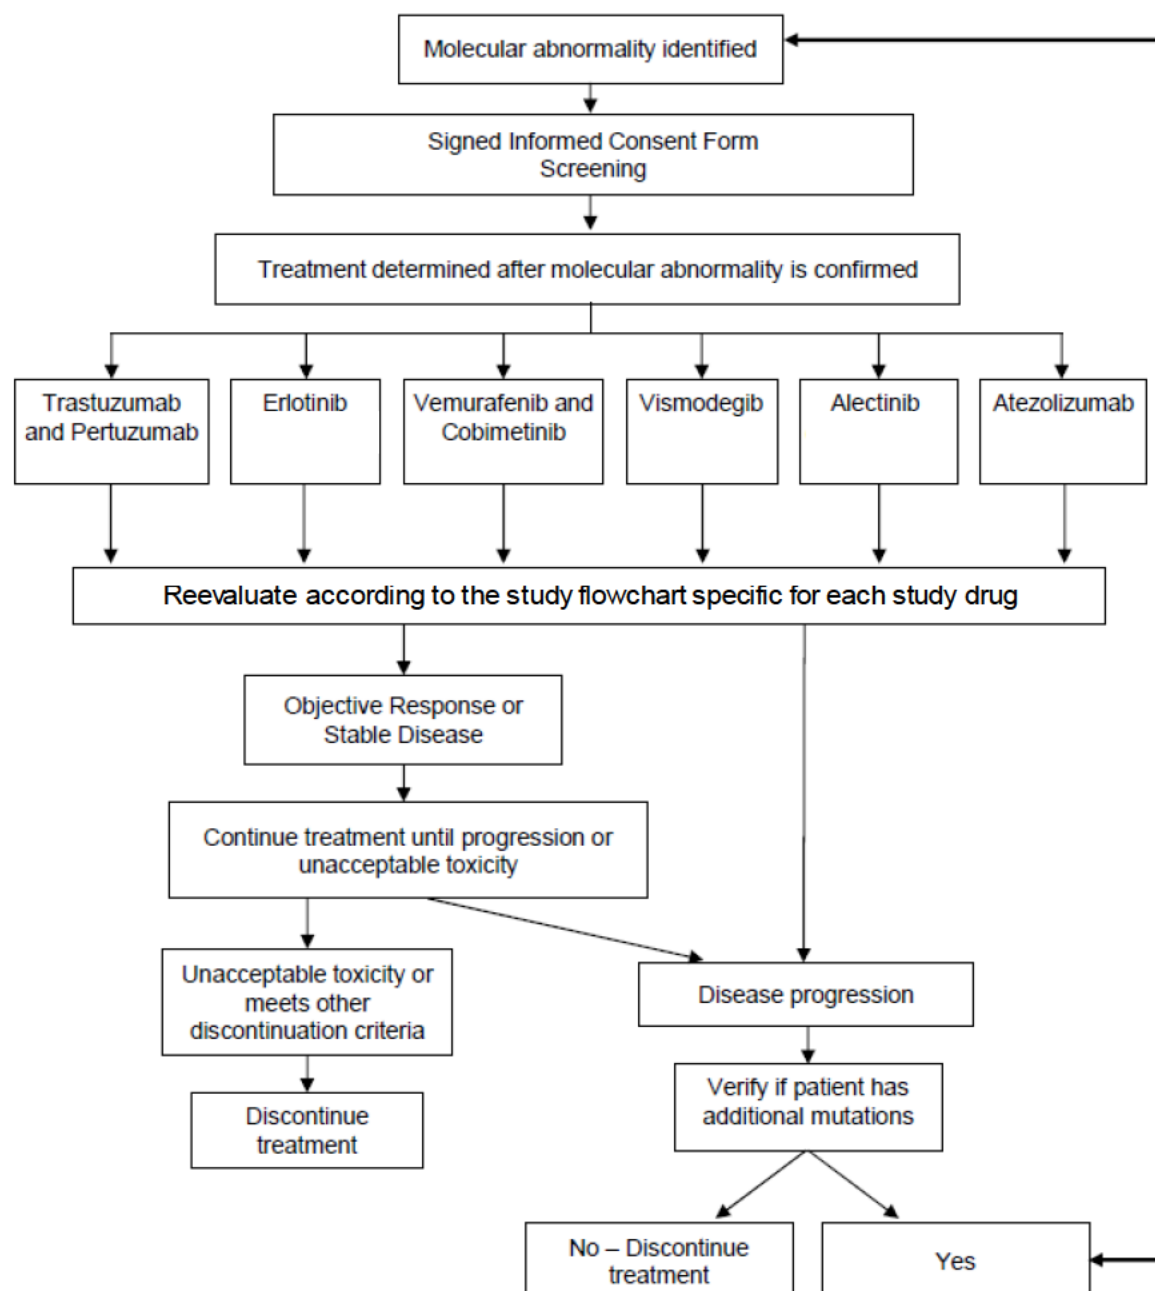 Molecular abnormality identified
Signed Informed Consent Form
Screening
Treatment determined after molecular abnormality is confirmed
Trastuzumab
and Pertuzumab
Erlotinib
Vemurafenib and
Cobimetinib
Vismodegib
Alectinib
Atezolizumab
Reevaluate according to the study flowchart specific for each study drug
Objective Response or
Stable Disease
Continue treatment until progression or
unacceptable toxicity
Unacceptable toxicity or
meets other
discontinuation criteria
Disease progression
Discontinue
treatment
Verify if patient has
additional mutations
No – Discontinue
treatment
Yes